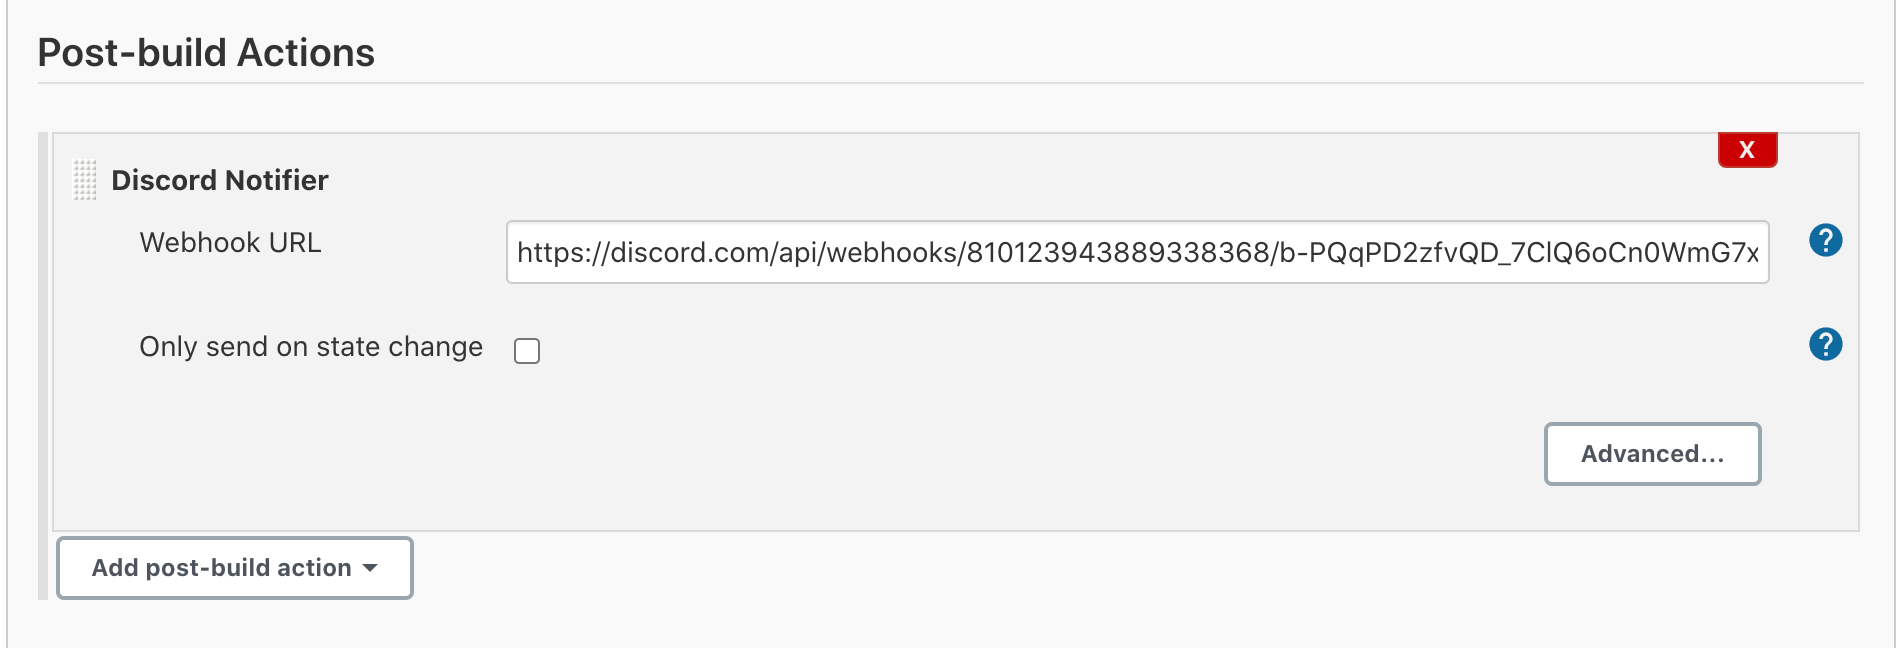 Post-build Actions
X
Discord Notifier
Webhook URL
https://discord.com/api/webhooks/810123943889338368/b-PQqPD2zfvQD_7ClQ6oCn0WmG7x
?
Only send on state change
?
Advanced...
Add post-build action